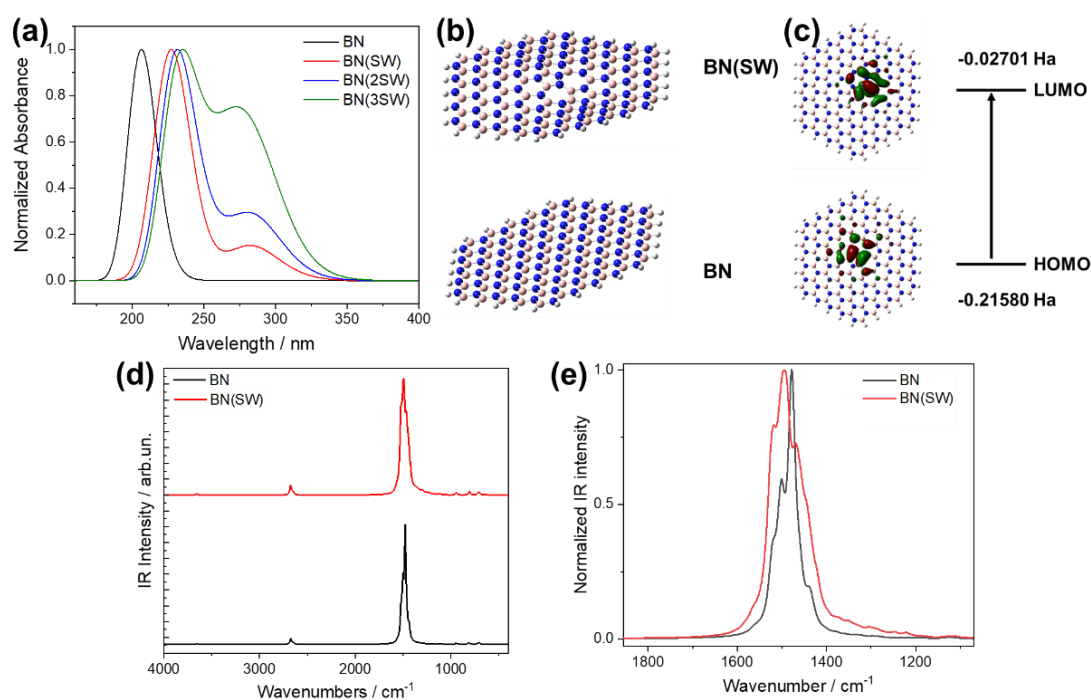 (a)
BN
BN(SW)
BN(2SW)
BN(3SW)
Normalized Absorbance
1.0
0.8
0.6
0.4
0.2
0.0
200 250 300 350 400
Wavelength / nm
(b)
BN(SW)
BN
(c)
-0.02701 Ha
LUMO
HOMO
-0.21580 Ha
(d)
BN
BN(SW)
IR Intensity / arb.un.
4000 3000 2000 1000
Wavenumbers / cm-1
(e)
BN
BN(SW)
Normalized IR intensity
1.0
0.5
0.0
1800 1600 1400 1200
Wavenumber / cm-1